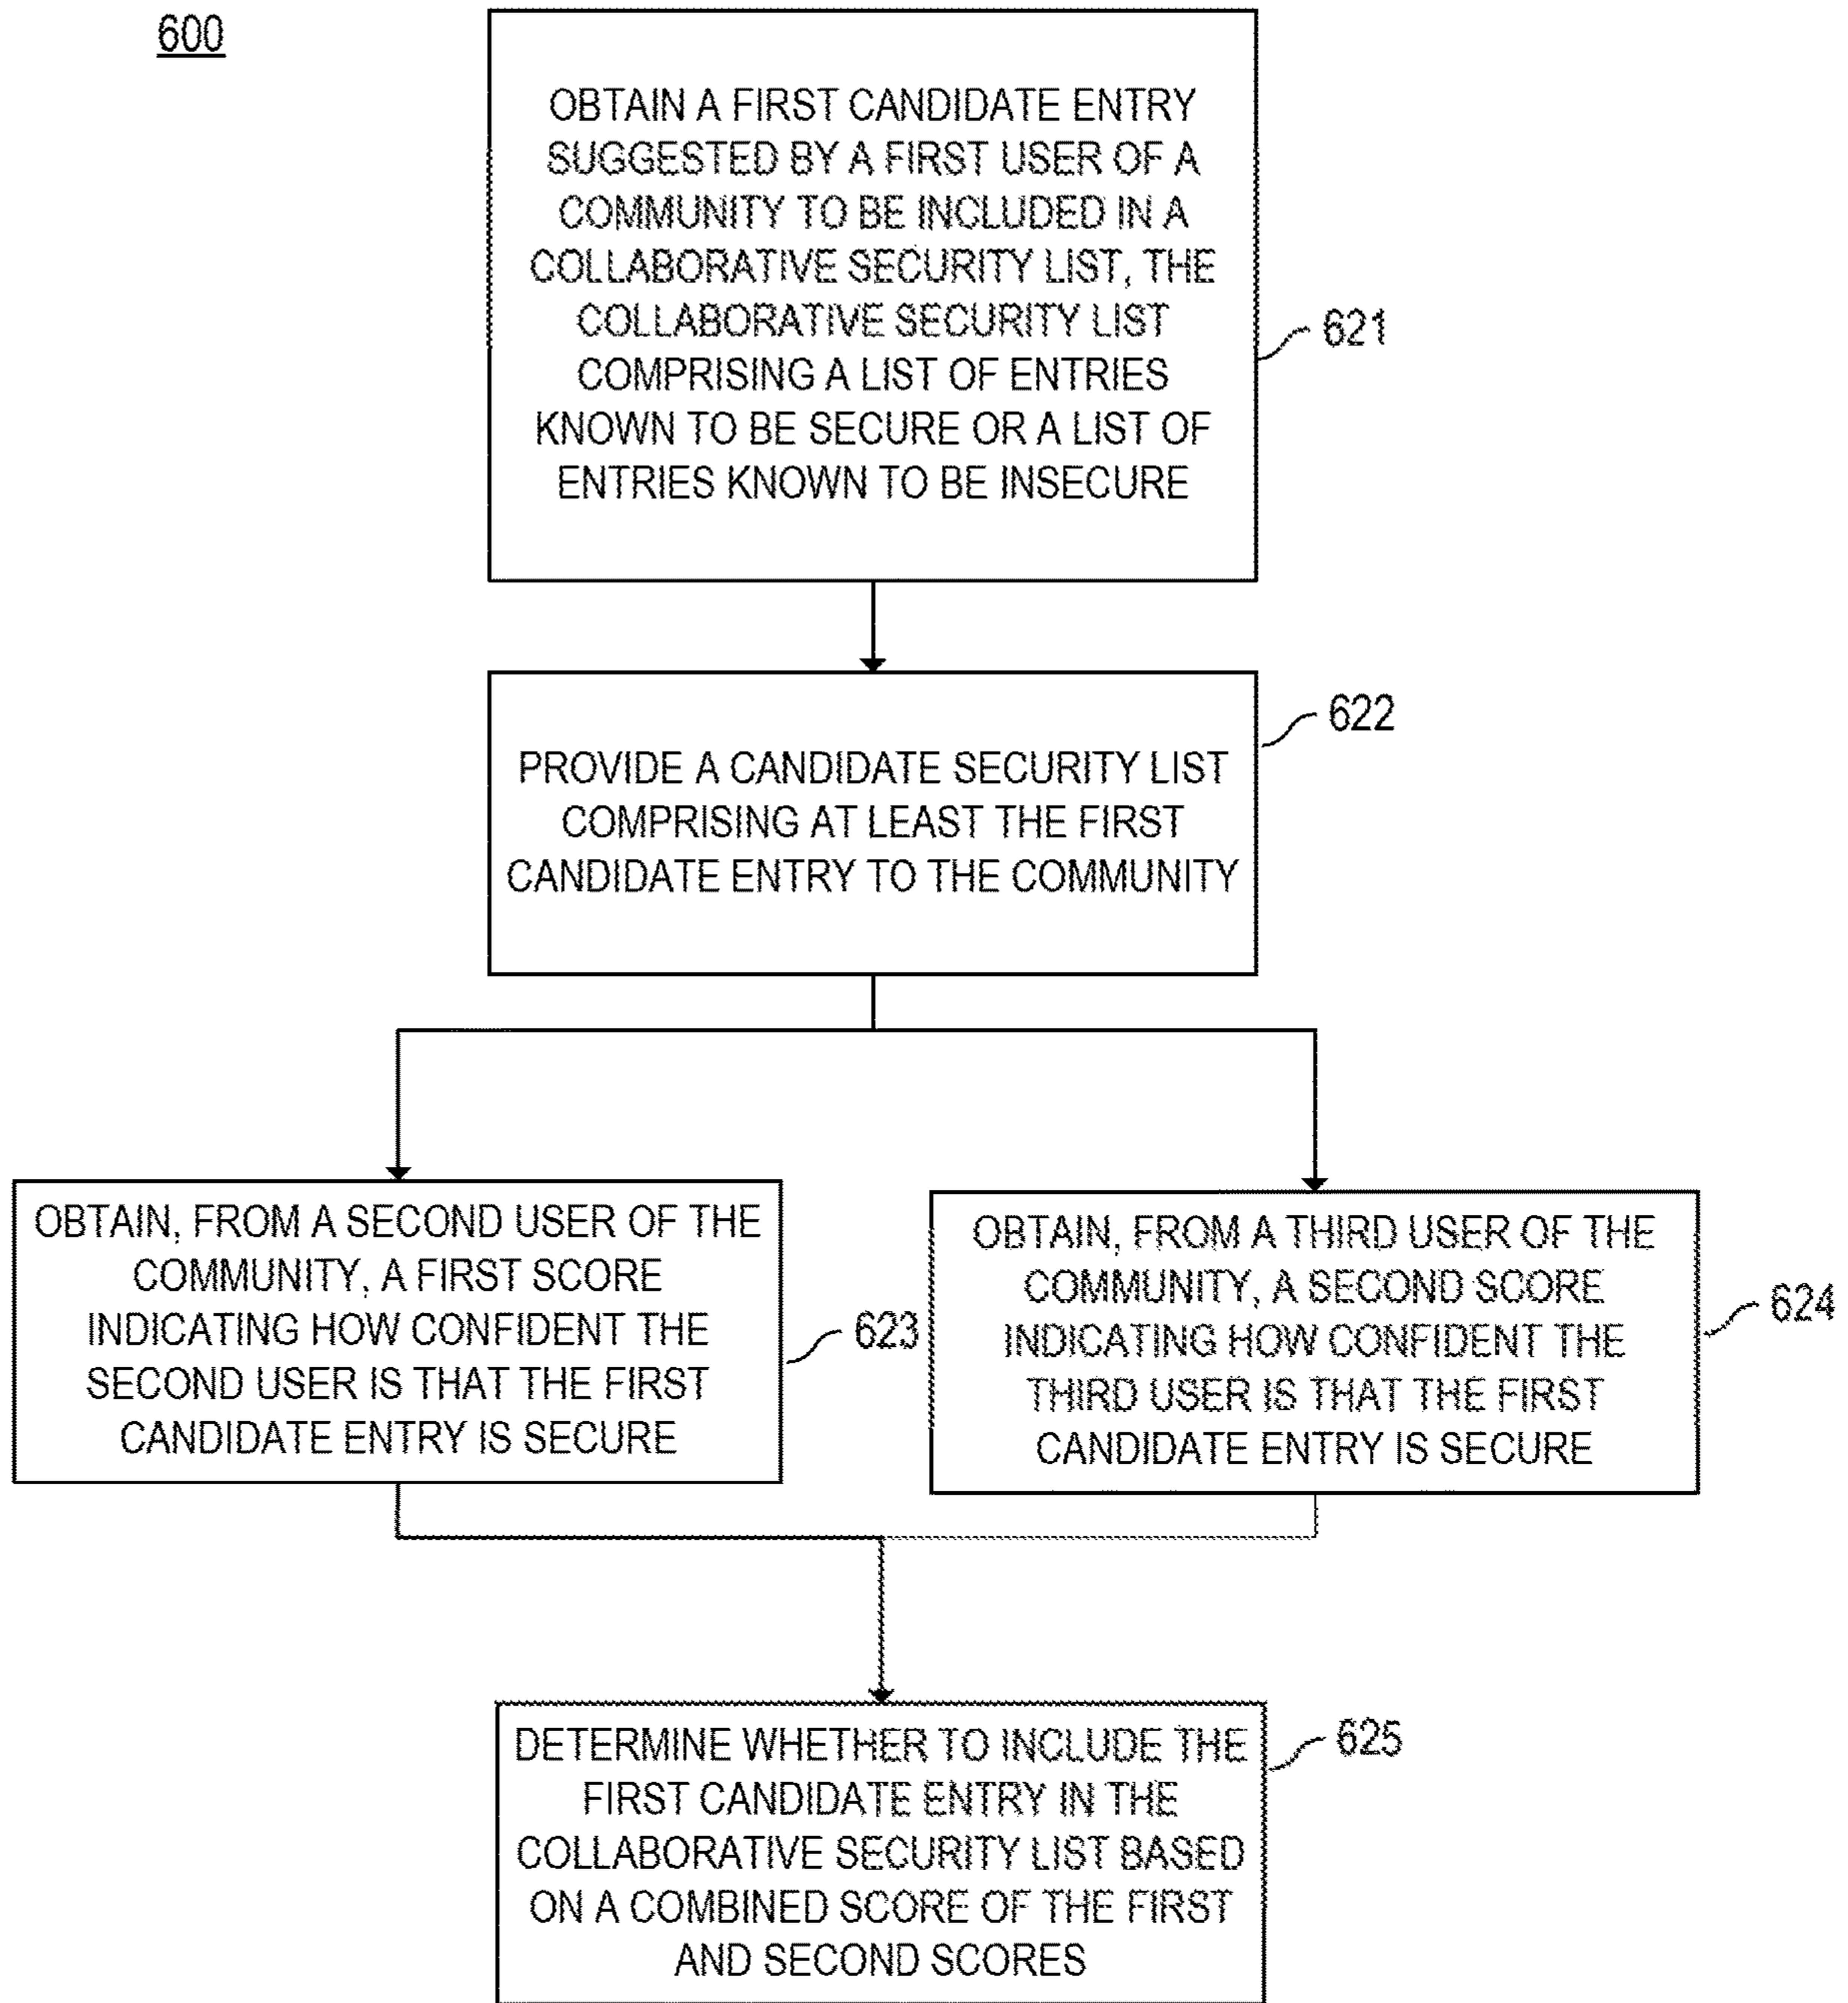 600
OBTAIN A FIRST CANDIDATE ENTRY
SUGGESTED BY A FIRST USER OF A
COMMUNITY TO BE INCLUDED IN A
COLLABORATIVE SECURITY LIST, THE
COLLABORATIVE SECURITY LIST
COMPRISING A LIST OF ENTRIES
KNOWN TO BE SECURE OR A LIST OF
ENTRIES KNOWN TO BE INSECURE
621
622
PROVIDE A CANDIDATE SECURITY LIST
COMPRISING AT LEAST THE FIRST
CANDIDATE ENTRY TO THE COMMUNITY
OBTAIN, FROM A SECOND USER OF THE
COMMUNITY, A FIRST SCORE
INDICATING HOW CONFIDENT THE
SECOND USER IS THAT THE FIRST
CANDIDATE ENTRY IS SECURE
623
OBTAIN, FROM A THIRD USER OF THE
COMMUNITY, A SECOND SCORE
INDICATING HOW CONFIDENT THE
THIRD USER IS THAT THE FIRST
CANDIDATE ENTRY IS SECURE
624
DETERMINE WHETHER TO INCLUDE THE
FIRST CANDIDATE ENTRY IN THE
COLLABORATIVE SECURITY LIST BASED
ON A COMBINED SCORE OF THE FIRST
AND SECOND SCORES
625